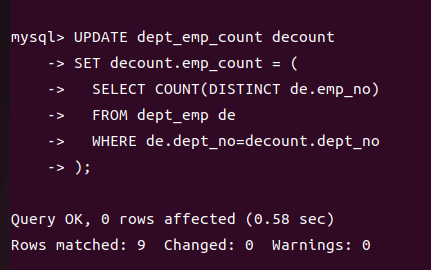 mysql> UPDATE dept_emp_count decount
    -> SET decount.emp_count = (
    ->   SELECT COUNT(DISTINCT de.emp_no)
    ->   FROM dept_emp de
    ->   WHERE de.dept_no=decount.dept_no
    -> );
Query OK, 0 rows affected (0.58 sec)
Rows matched: 9  Changed: 0  Warnings: 0